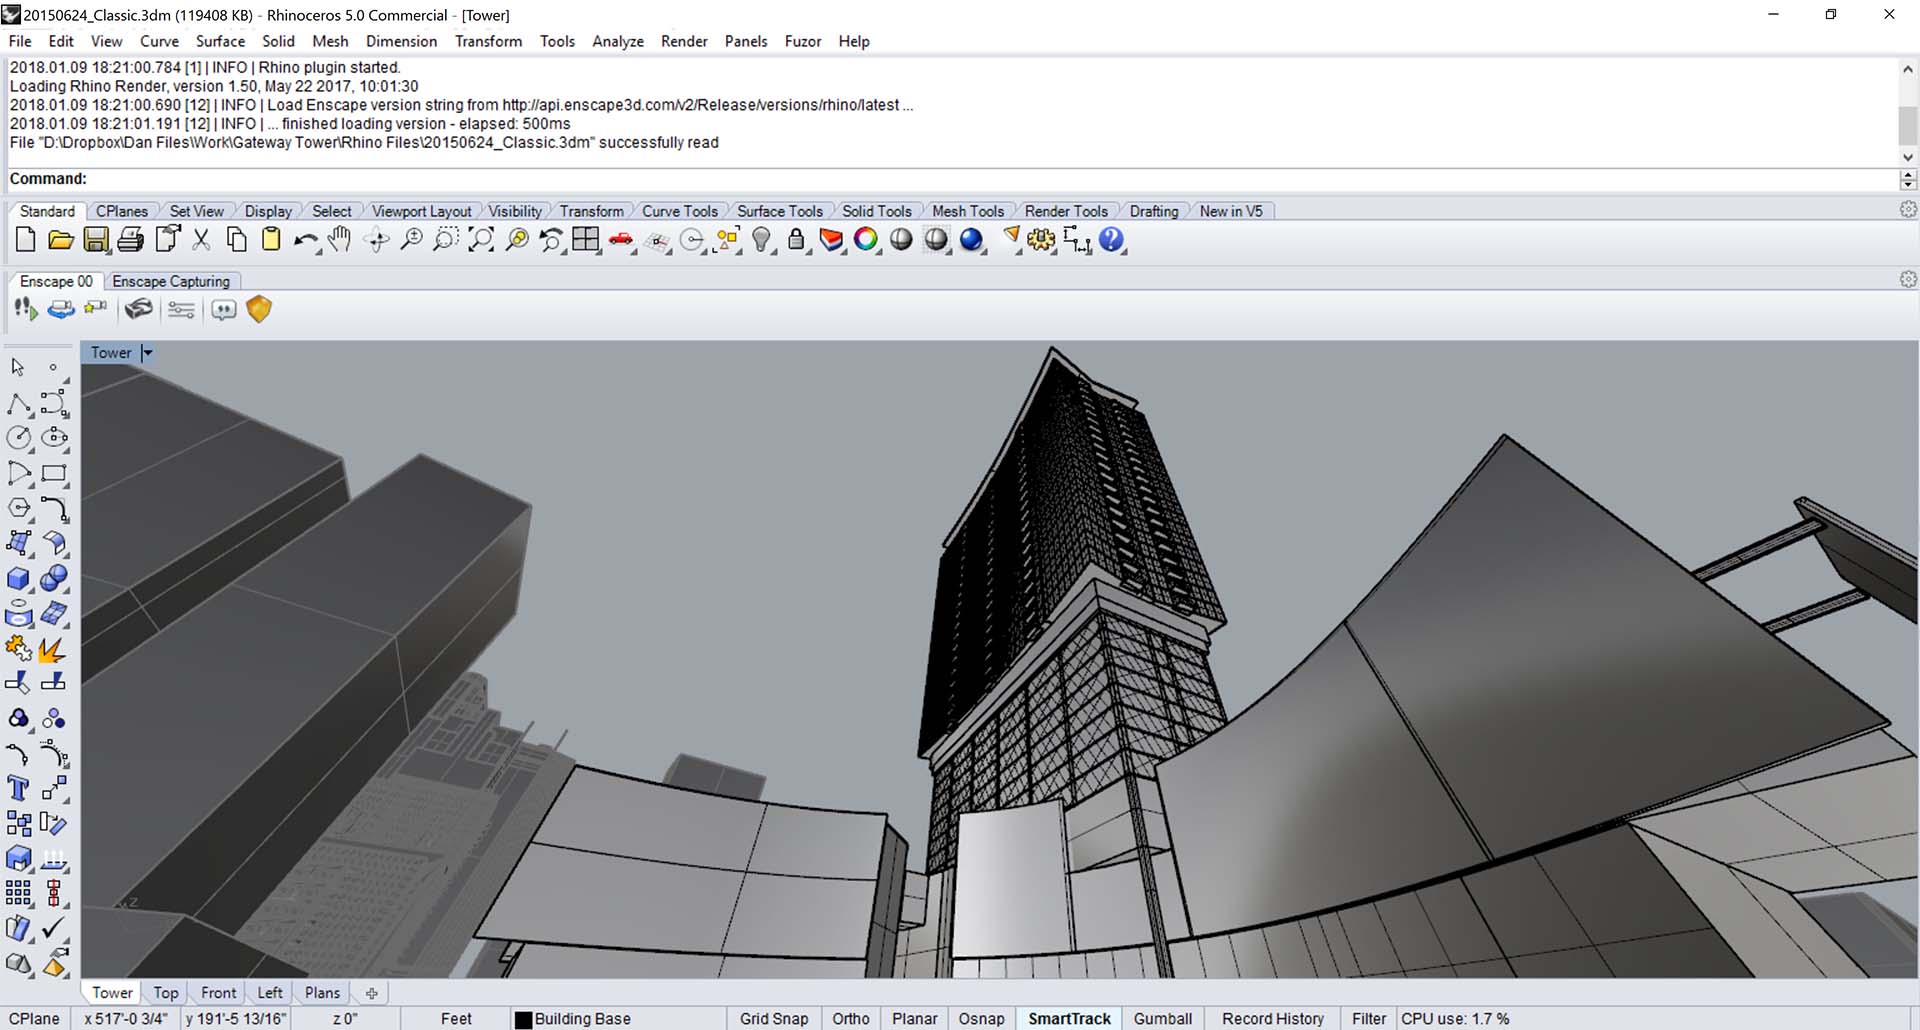 20150624_Classic.3dm (119408 KB) - Rhinoceros 5.0 Commercial - [Tower]
File Edit View Curve Surface Solid Mesh Dimension Transform Tools Analyze Render Panels Fuzor Help
2018.01.09 18:21:00.784 [1] | INFO | Rhino plugin started.
Loading Rhino Render, version 1.50, May 22 2017, 10:01:30
2018.01.09 18:21:00.690 [12] | INFO | Load Enscape version string from http://api.enscape3d.com/v2/Release/versions/rhino/latest ...
2018.01.09 18:21:01.191 [12] | INFO | ... finished loading version - elapsed: 500ms
File "D:\Dropbox\Dan Files\Work\Gateway Tower\Rhino Files\20150624_Classic.3dm" successfully read
Command:
Standard CPlanes Set View Display Select Viewport Layout Visibility Transform Curve Tools Surface Tools Solid Tools Mesh Tools Render Tools Drafting New in V5
Enscape 00 Enscape Capturing
Tower
z
Tower Top Front Left Plans
CPlane x 517'-0 3/4" y 191'-5 13/16" z 0" Feet Building Base Grid Snap Ortho Planar Osnap SmartTrack Gumball Record History Filter CPU use: 1.7 %